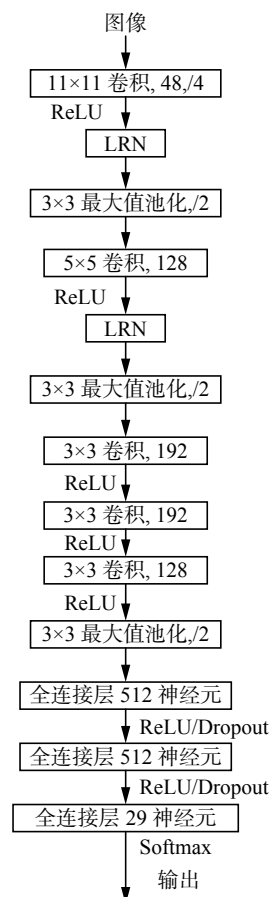 图像
11×11 卷积, 48,/4
ReLU
LRN
3×3 最大值池化,/2
5×5 卷积, 128
ReLU
LRN
3×3 最大值池化,/2
3×3 卷积, 192
ReLU
3×3 卷积, 192
ReLU
3×3 卷积, 128
ReLU
3×3 最大值池化,/2
全连接层 512 神经元
ReLU/Dropout
全连接层 512 神经元
ReLU/Dropout
全连接层 29 神经元
Softmax
输出